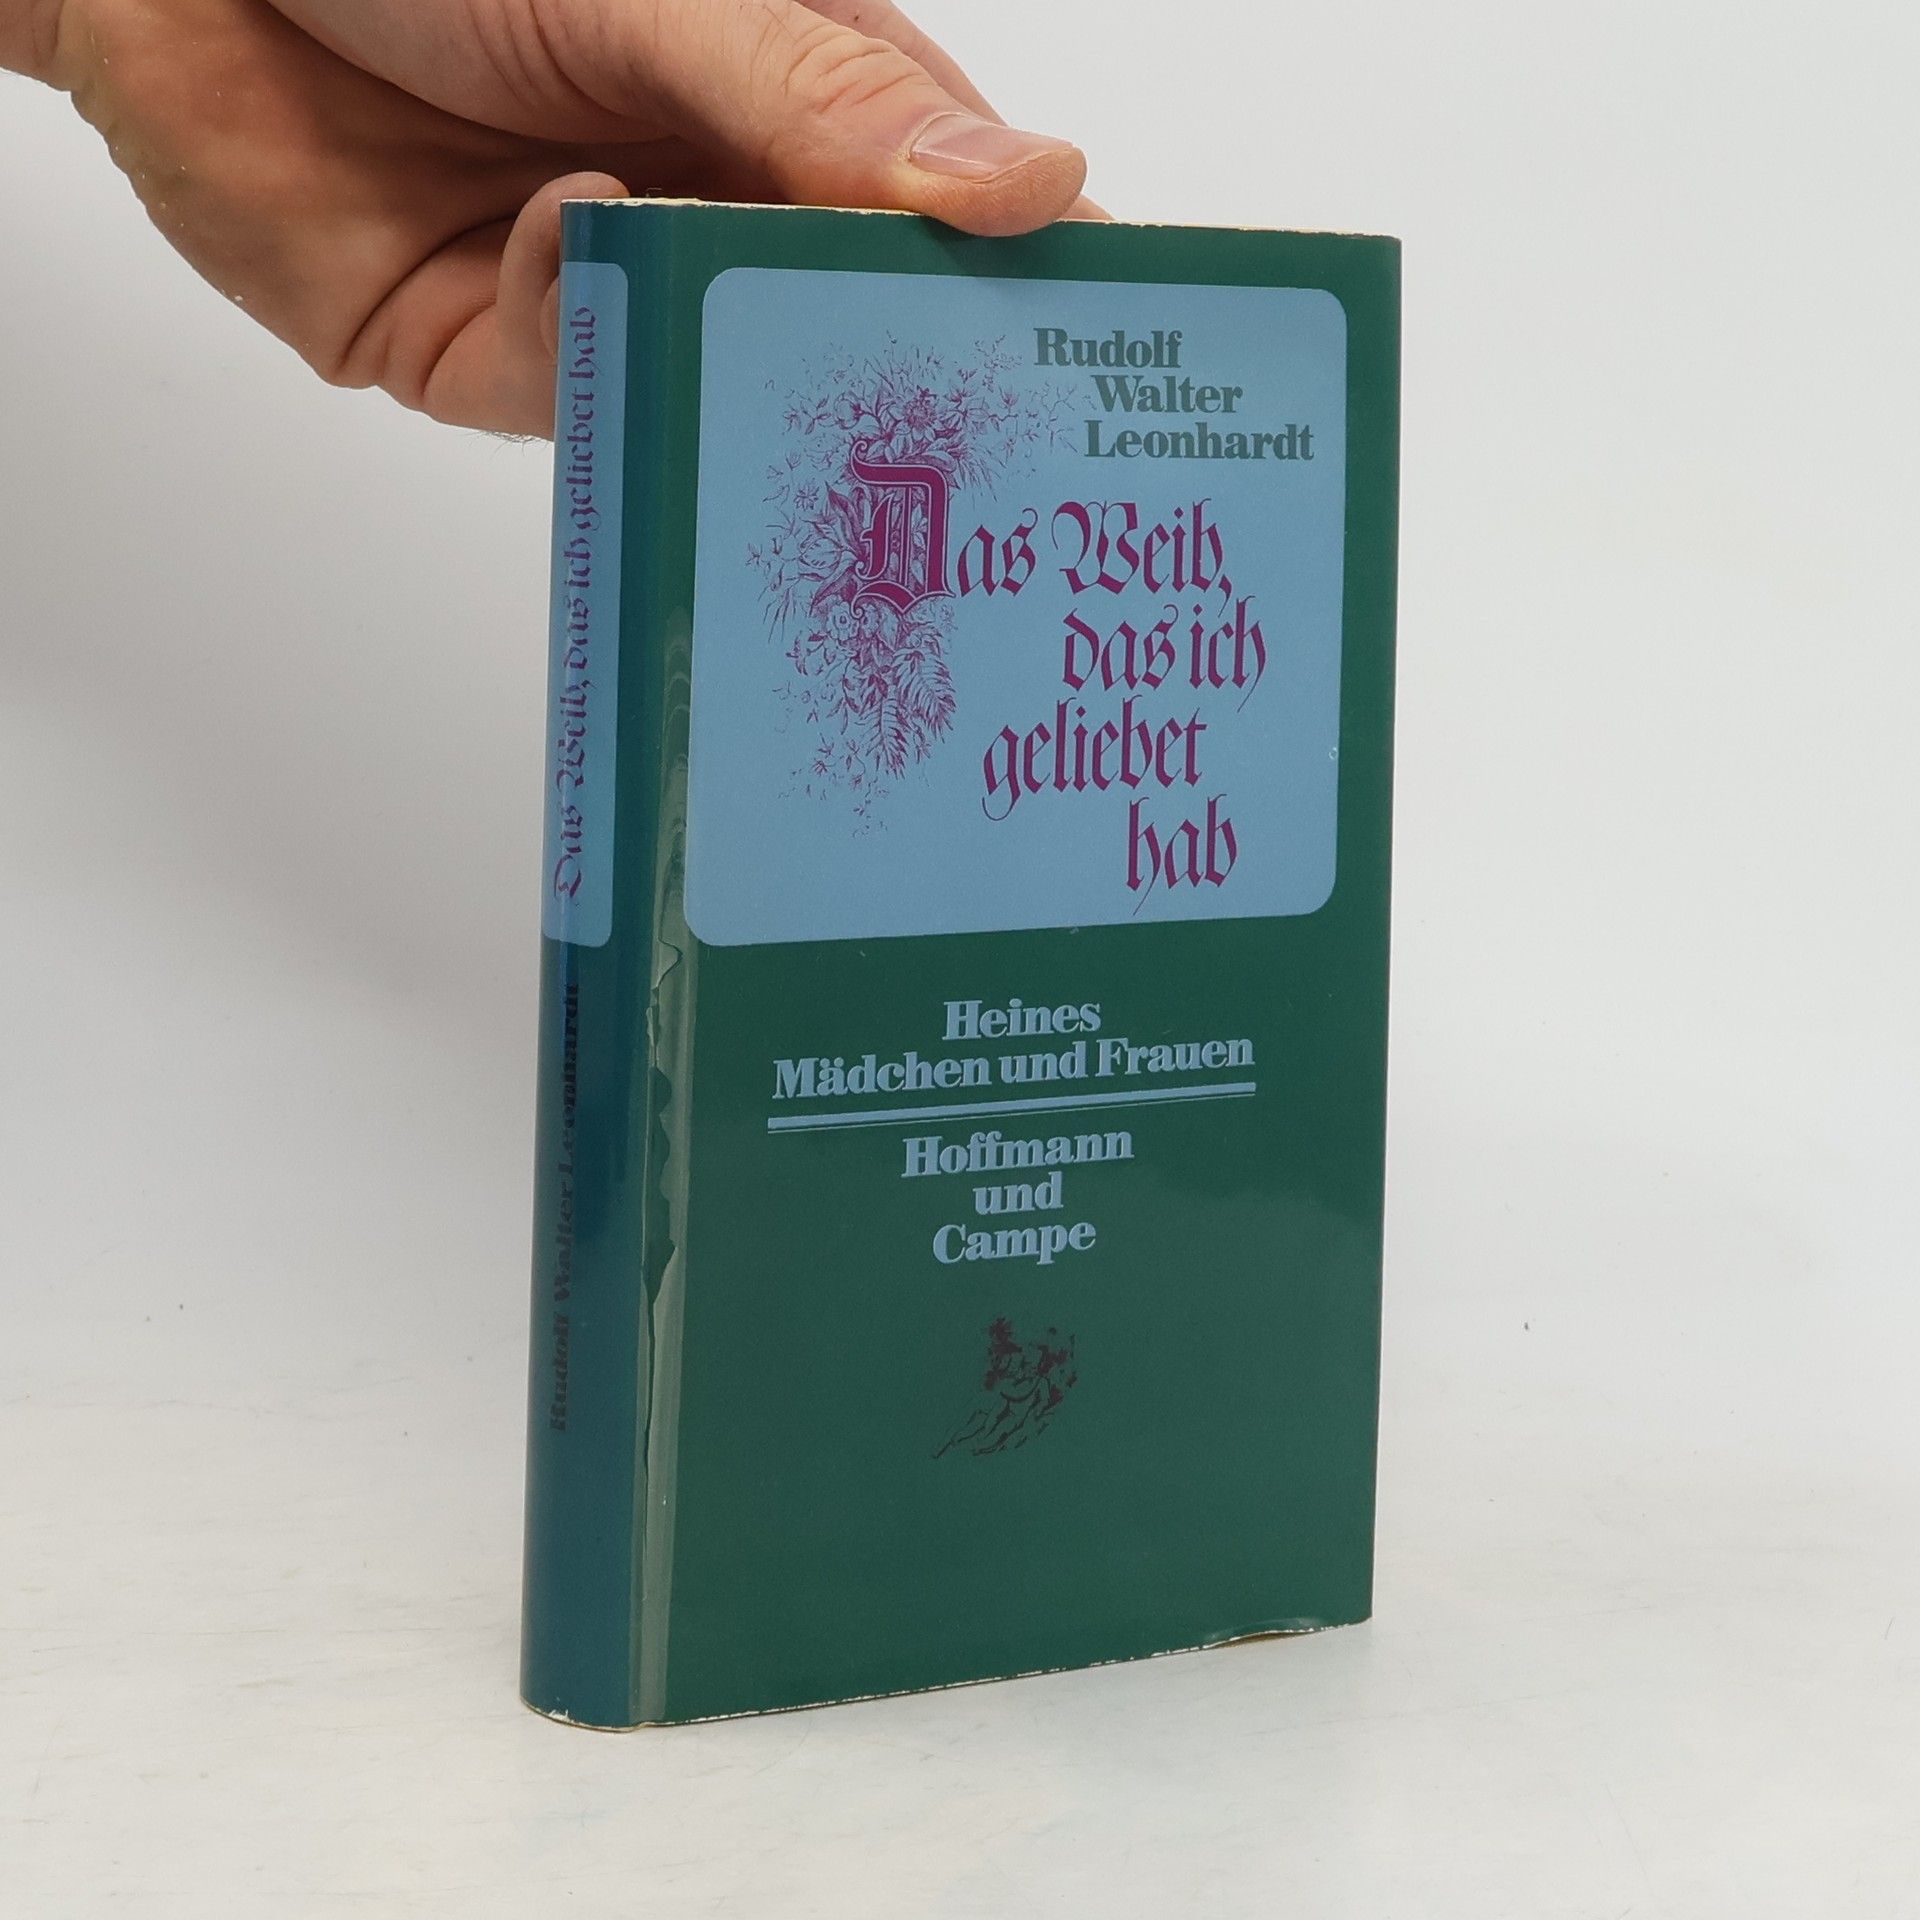 Das Weib, das ich geliebet hab
Rudolf Walter Leonhardt
Rudolf
Walter
Leonhardt
Das Weib,
das ich
geliebet
hab
Heines
Mädchen und Frauen
Hoffmann
und
Campe